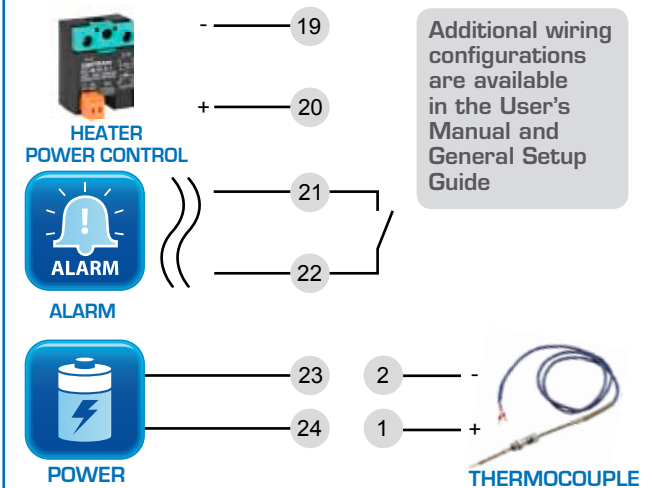 - 19
+ 20
HEATER
POWER CONTROL
Additional wiring
configurations
are available
in the User's
Manual and
General Setup
Guide
21
22
!
ALARM
ALARM
23
24
POWER
2 -
1 +
THERMOCOUPLE